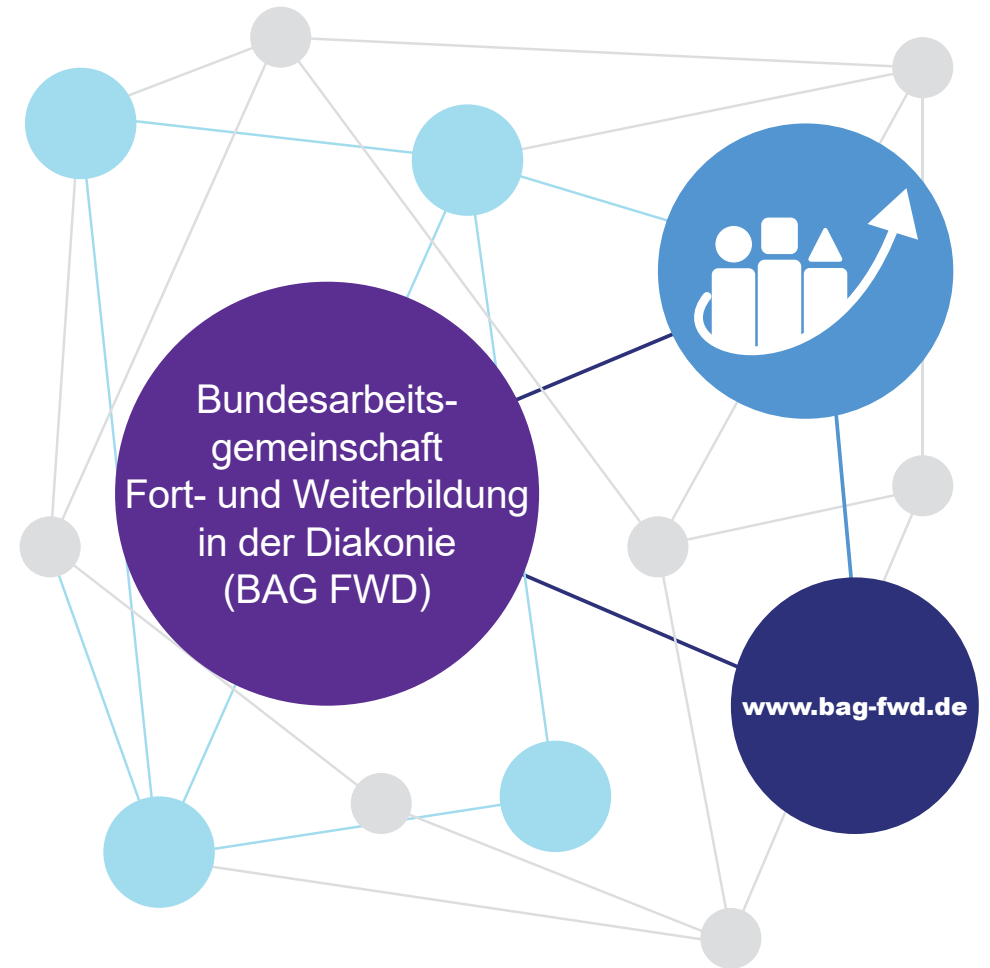 Bundesarbeits-
gemeinschaft
Fort- und Weiterbildung
in der Diakonie
(BAG FWD)
www.bag-fwd.de